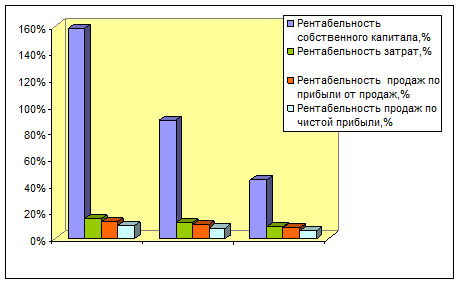 160%
140%
120%
100%
80%
60%
40%
20%
0%
Рентабельность
собственного капитала,%
Рентабельность затрат,%
Рентабельность продаж по
прибыли от продаж,%
Рентабельность продаж по
чистой прибыли,%